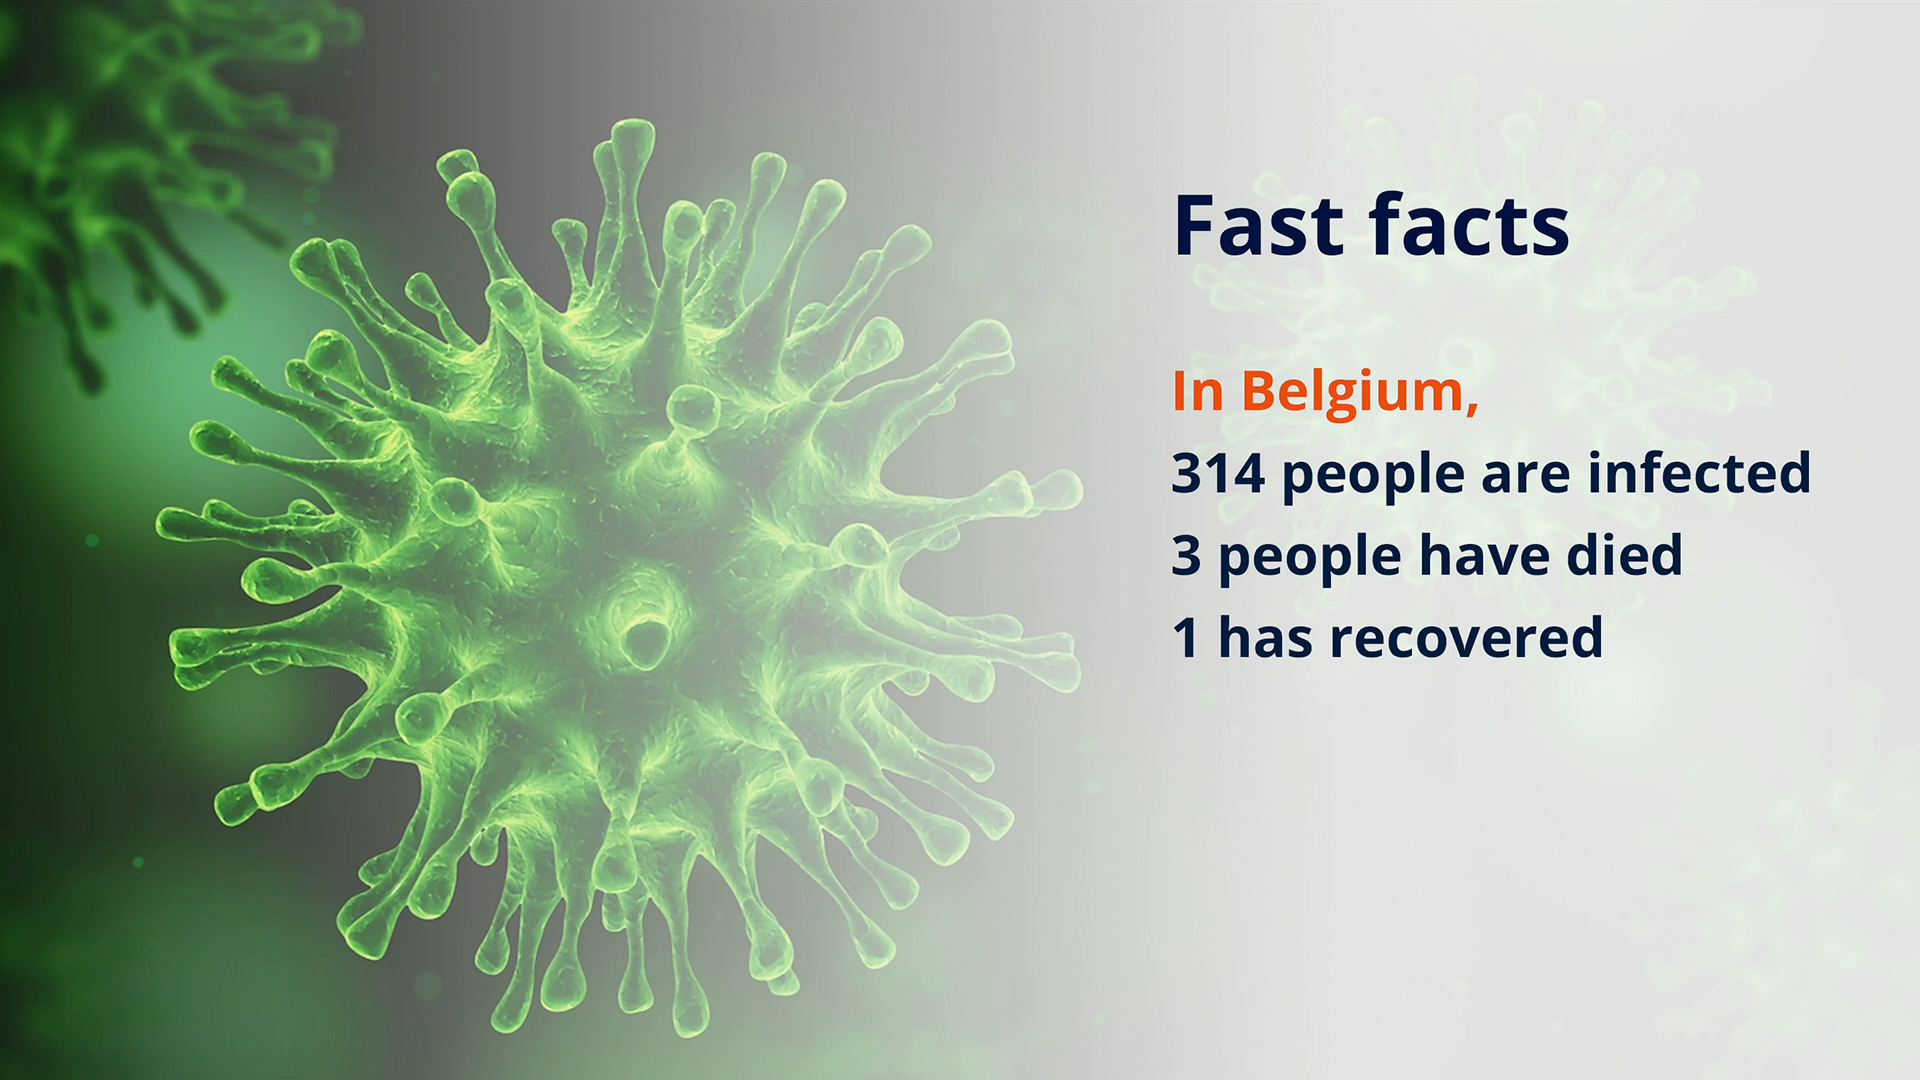 Fast facts
In Belgium,
314 people are infected
3 people have died
1 has recovered